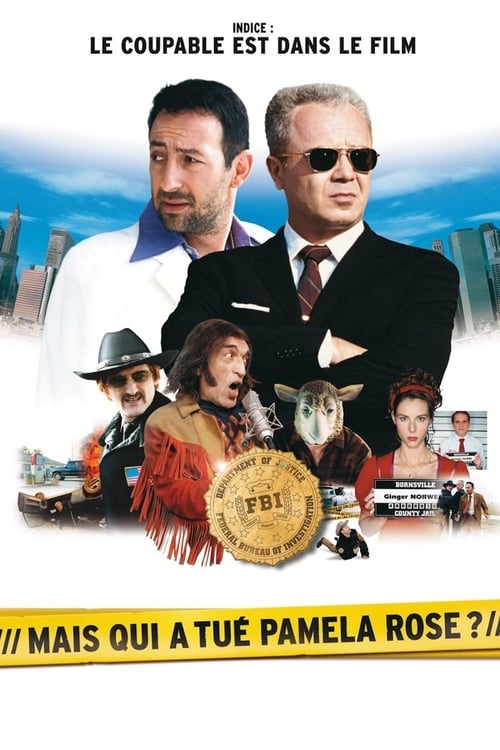 INDICE :
LE COUPABLE EST DANS LE FILM
DEPARTMENT OF JUSTICE
FBI
FEDERAL BUREAU OF INVESTIGATION
BORNSVILLE
Ginger NORWE
COUNTY JAIL
/// MAIS QUI A TUÉ PAMELA ROSE ? //